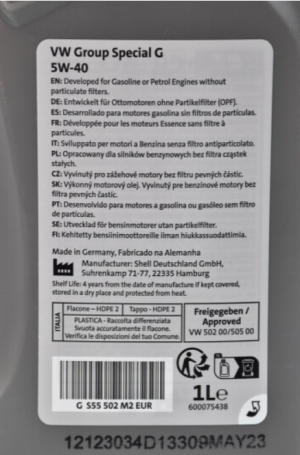 VW Group Special G
5W-40
EN: Developed for Gasoline or Petrol Engines without
particulate filters.
DE: Entwickelt für Ottomotoren ohne Partikelfilter (OPF).
ES: Desarrollado para motores gasolina sin filtros de partículas.
FR: Développée pour les moteurs Essence sans filtre à
particules.
IT: Sviluppato per motori a Benzina senza filtro antiparticolato.
PL: Opracowany dla silników benzynowych bez filtra cząstek
stałych.
CZ: Vyvinutý pro zážehové motory bez filtru pevných částic.
SK: Výkonný motorový olej. Vyvinutý pre benzínové motory bez
filtra pevných častíc.
PT: Desenvolvido para motores a gasolina ou gasóleo sem filtro
de partículas.
SE: Utvecklad för bensinmotorer utan partikelfilter.
FI: Kehitetty bensiinimoottoreille ilman hiukkassuodattimia.
Made in Germany, Fabricado na Alemanha
Manufacturer: Shell Deutschland GmbH,
Suhrenkamp 71-77, 22335 Hamburg
Shelf Life: 4 years from the date of manufacture if kept covered,
stored in a dry place and protected from heat.
ITALIA
Flacone – HDPE 2 Tappo - HDPE 2
PLASTICA - Raccolta differenziata
Svuota accuratamente il flacone.
Verifica le disposizioni del tuo Comune.
Freigegeben /
Approved
VW 502 00/505 00
G S55 502 M2 EUR
1L e
600075438
12123034D13309MAY23